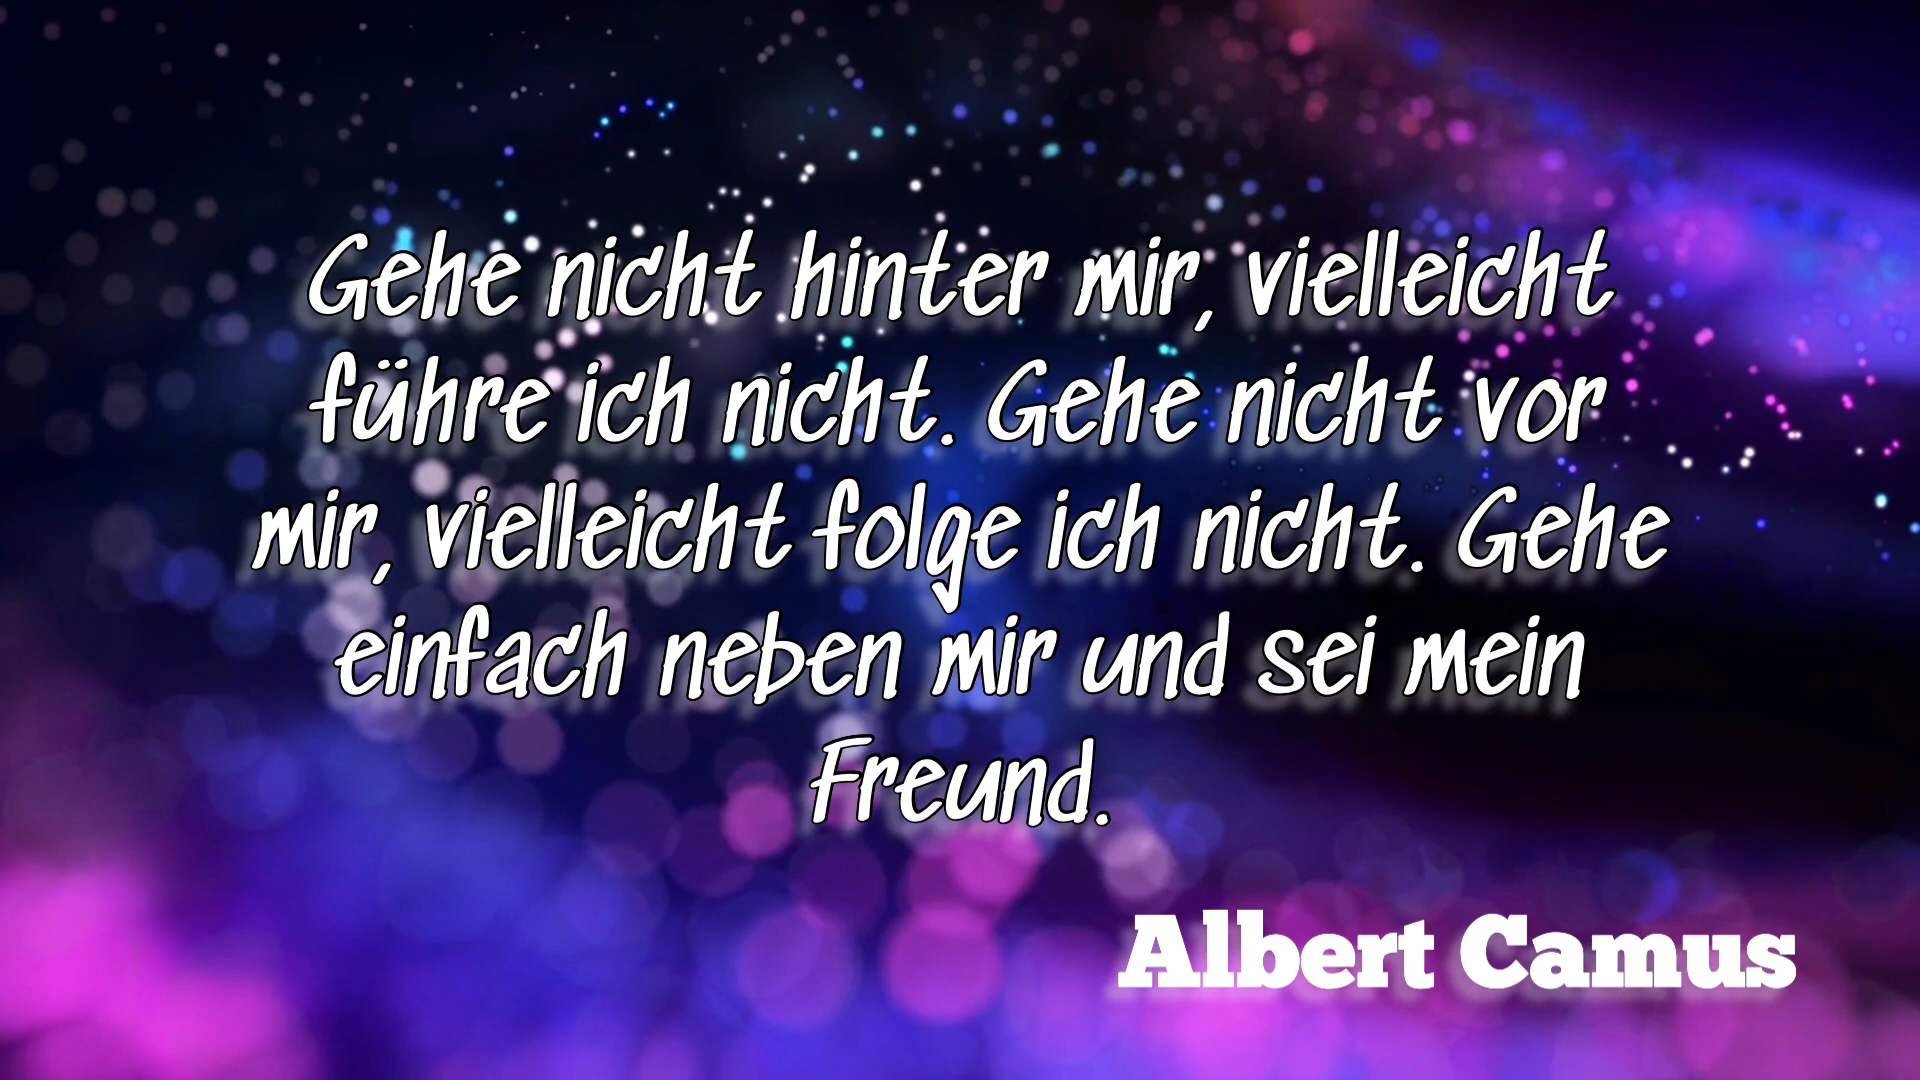 Gehe nicht hinter mir, vielleicht
führe ich nicht. Gehe nicht vor
mir, vielleicht folge ich nicht. Gehe
einfach neben mir und sei mein
Freund.
Albert Camus